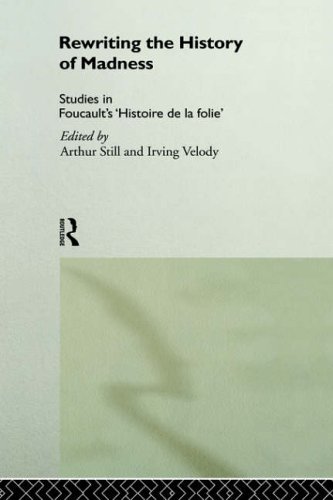 Rewriting the History
of Madness
Studies in
Foucault's 'Histoire de la folie'
Edited by
Arthur Still and Irving Velody
ROUTLEDGE